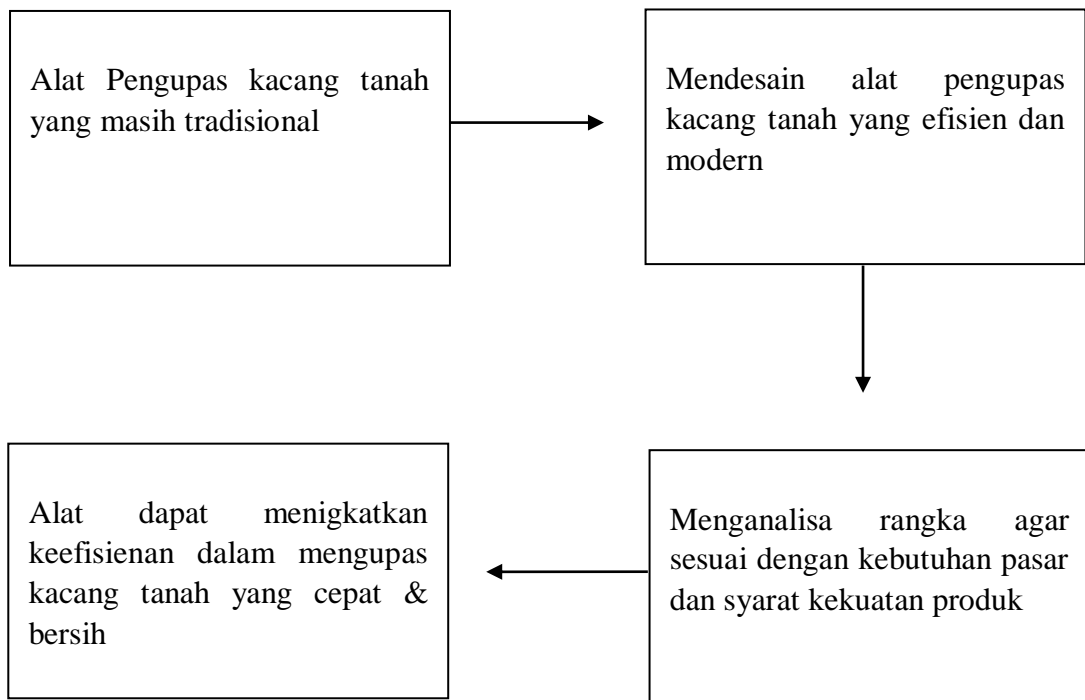 Alat Pengupas kacang tanah
yang masih tradisional
Mendesain alat pengupas
kacang tanah yang efisien dan
modern
Menganalisa rangka agar
sesuai dengan kebutuhan pasar
dan syarat kekuatan produk
Alat dapat menigkatkan
keefisienan dalam mengupas
kacang tanah yang cepat &
bersih